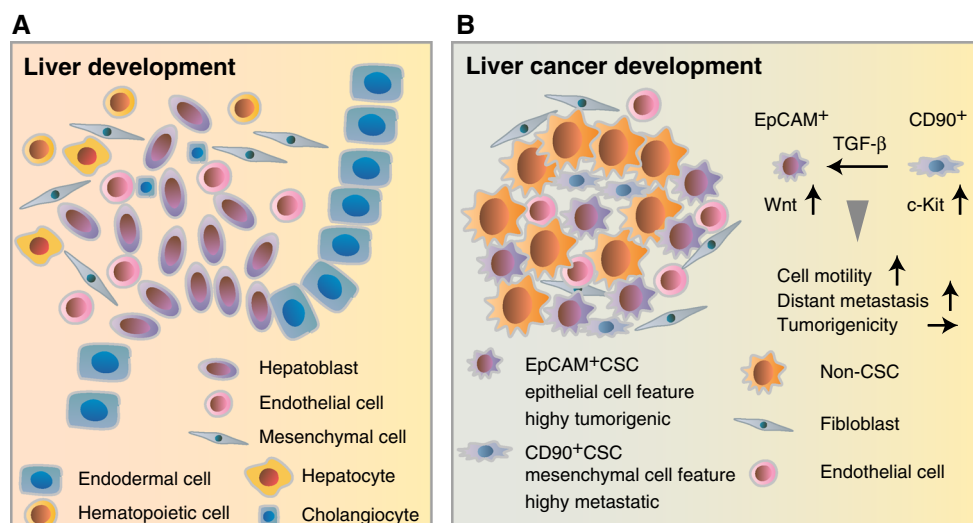 A
Liver development
Hepatoblast
Endothelial cell
Mesenchymal cell
Endodermal cell
Hepatocyte
Hematopoietic cell
Cholangiocyte
B
Liver cancer development
EpCAM+
CD90+
TGF-β
Wnt
c-Kit
Cell motility
Distant metastasis
Tumorigenicity
EpCAM+CSC
epithelial cell feature
highy tumorigenic
CD90+CSC
mesenchymal cell feature
highy metastatic
Non-CSC
Fibloblast
Endothelial cell